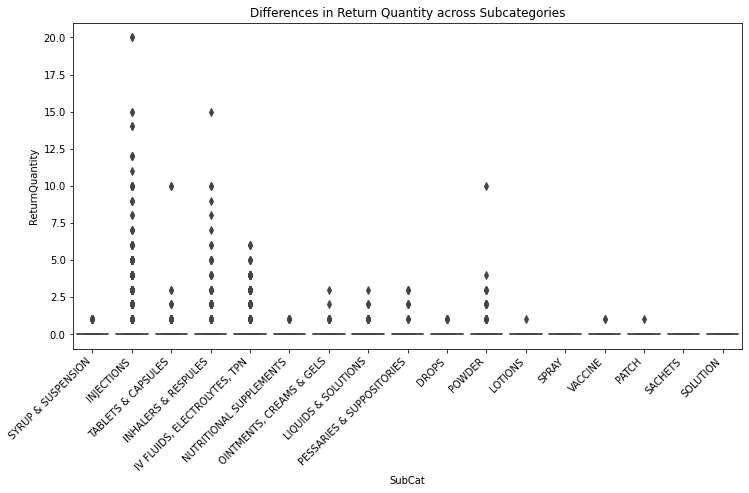 Differences in Return Quantity across Subcategories
ReturnQuantity
20.0
17.5
15.0
12.5
10.0
7.5
5.0
2.5
0.0
SYRUP & SUSPENSION
INJECTIONS
TABLETS & CAPSULES
INHALERS & RESPULES
IV FLUIDS, ELECTROLYTES, TPN
NUTRITIONAL SUPPLEMENTS
OINTMENTS, CREAMS & GELS
LIQUIDS & SOLUTIONS
PESSARIES & SUPPOSITORIES
DROPS
POWDER
LOTIONS
SPRAY
VACCINE
PATCH
SACHETS
SOLUTION
SubCat